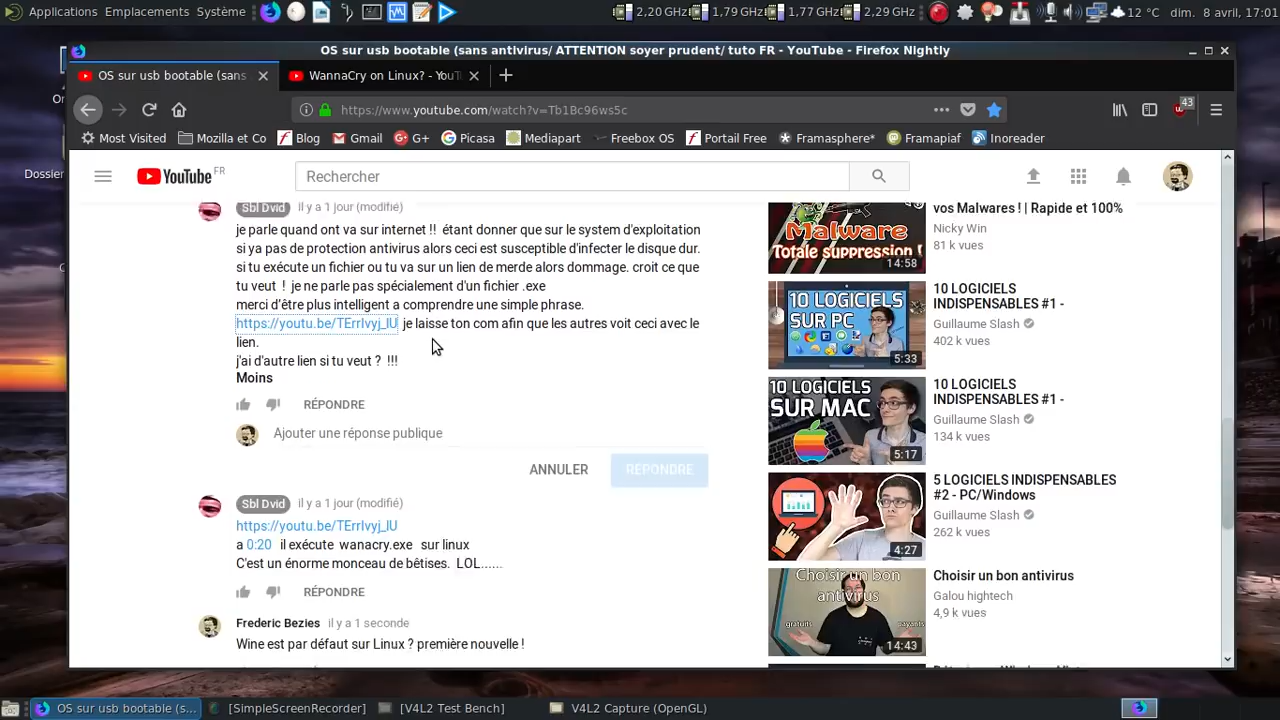 Applications Emplacements Système
2,20 GHz 1,79 GHz 1,77 GHz 2,29 GHz
12 °C dim. 8 avril, 17:01
OS sur usb bootable (sans antivirus/ ATTENTION soyer prudent/ tuto FR - YouTube - Firefox Nightly
OS sur usb bootable (sans
WannaCry on Linux? - YouT
https://www.youtube.com/watch?v=Tb1Bc96ws5c
43
Most Visited Mozilla et Co Blog Gmail G+ Picasa Mediapart Freebox OS Portail Free Framasphère* Framapiaf Inoreader
YouTube FR
Rechercher
Sbl Dvid il y a 1 jour (modifié)
je parle quand ont va sur internet !! étant donner que sur le system d'exploitation
si ya pas de protection antivirus alors ceci est susceptible d'infecter le disque dur.
si tu exécute un fichier ou tu va sur un lien de merde alors dommage. croit ce que
tu veut ! je ne parle pas spécialement d'un fichier .exe
merci d'être plus intelligent a comprendre une simple phrase.
https://youtu.be/TErrIvyj_lU je laisse ton com afin que les autres voit ceci avec le
lien.
j'ai d'autre lien si tu veut ? !!!
Moins
RÉPONDRE
Ajouter une réponse publique
ANNULER RÉPONDRE
Sbl Dvid il y a 1 jour (modifié)
https://youtu.be/TErrIvyj_lU
a 0:20 il exécute wanacry.exe sur linux
C'est un énorme monceau de bêtises. LOL......
RÉPONDRE
Frederic Bezies il y a 1 seconde
Wine est par défaut sur Linux ? première nouvelle !
Malware
Totale suppression !
14:58
vos Malwares ! | Rapide et 100%
Nicky Win
81 k vues
10 LOGICIELS
SUR PC
5:33
10 LOGICIELS
INDISPENSABLES #1 -
Guillaume Slash
402 k vues
10 LOGICIELS
SUR MAC
5:17
10 LOGICIELS
INDISPENSABLES #1 -
Guillaume Slash
134 k vues
4:27
5 LOGICIELS INDISPENSABLES
#2 - PC/Windows
Guillaume Slash
262 k vues
Choisir un bon
antivirus
gratuits payants
14:43
Choisir un bon antivirus
Galou hightech
4,9 k vues
Dossier
OS sur usb bootable (s...
[SimpleScreenRecorder]
[V4L2 Test Bench]
V4L2 Capture (OpenGL)